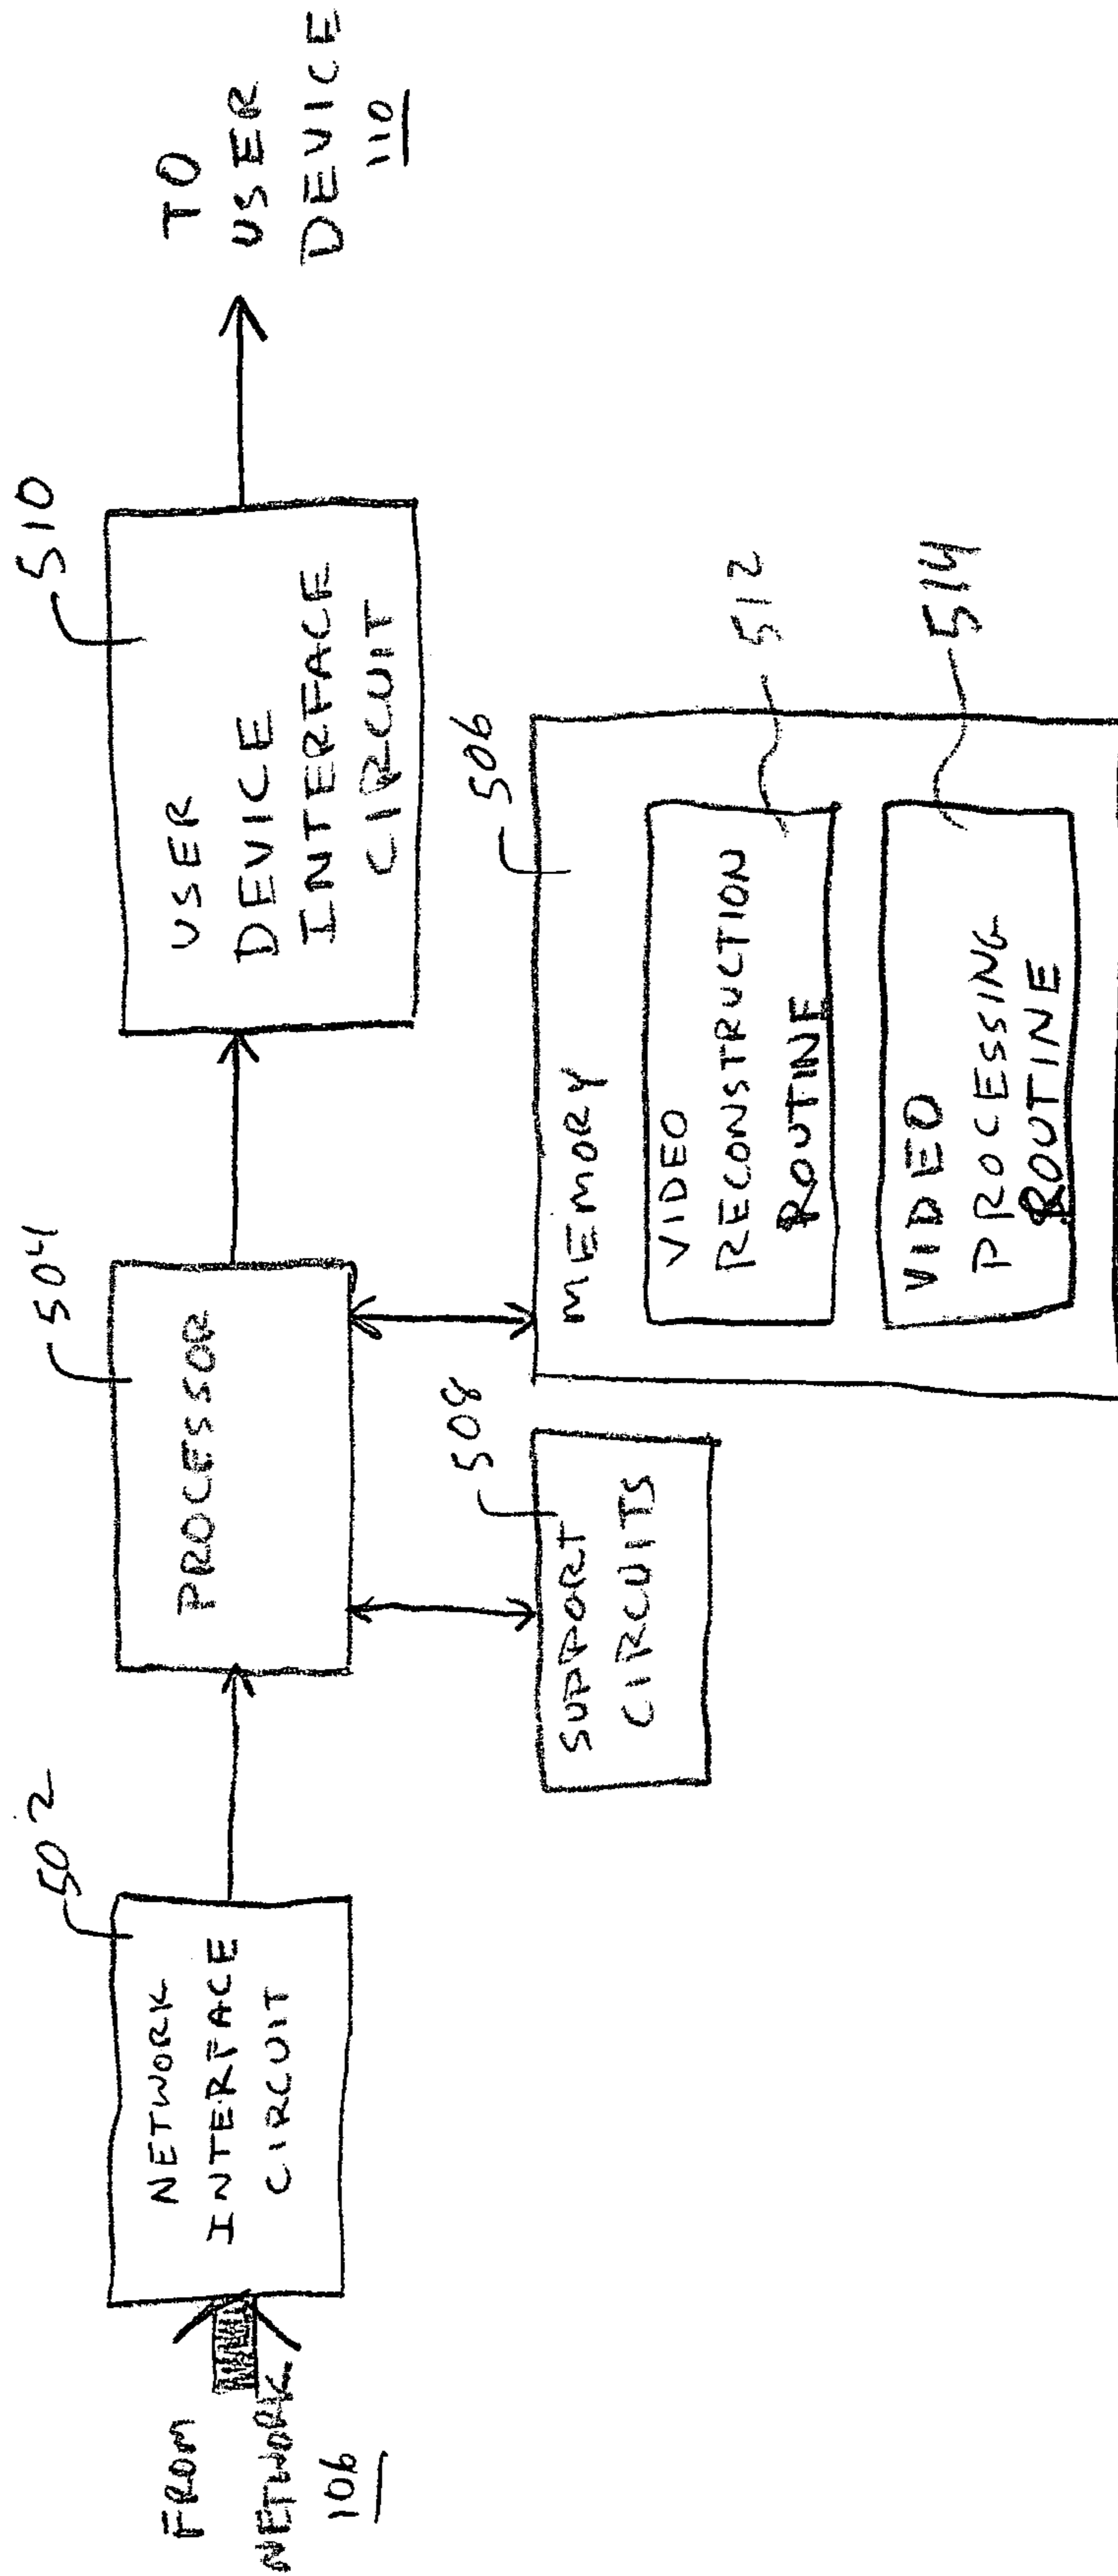 FROM
NETWORK
106
502
NETWORK
INTERFACE
CIRCUIT
504
PROCESSOR
510
USER
DEVICE
INTERFACE
CIRCUIT
TO
USER
DEVICE
110
508
SUPPORT
CIRCUITS
506
MEMORY
VIDEO
RECONSTRUCTION
ROUTINE
512
VIDEO
PROCESSING
ROUTINE
514